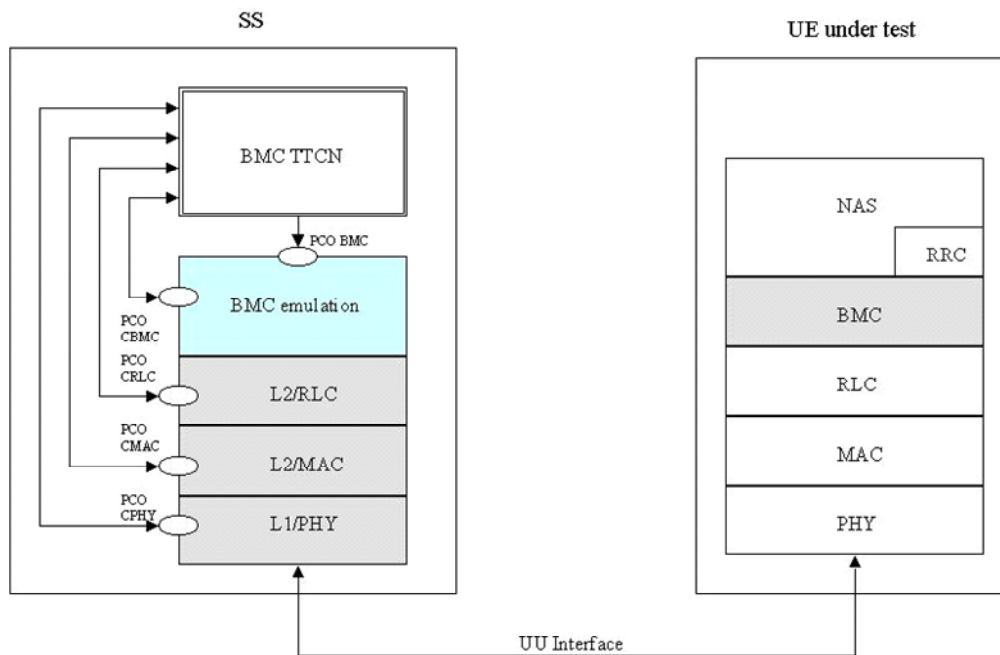 SS
UE under test
BMC TTCN
PCO BMC
BMC emulation
PCO
CBMC
PCO
CRLC
L2/RLC
PCO
CMAC
L2/MAC
PCO
CPHY
L1/PHY
NAS
RRC
BMC
RLC
MAC
PHY
UU Interface